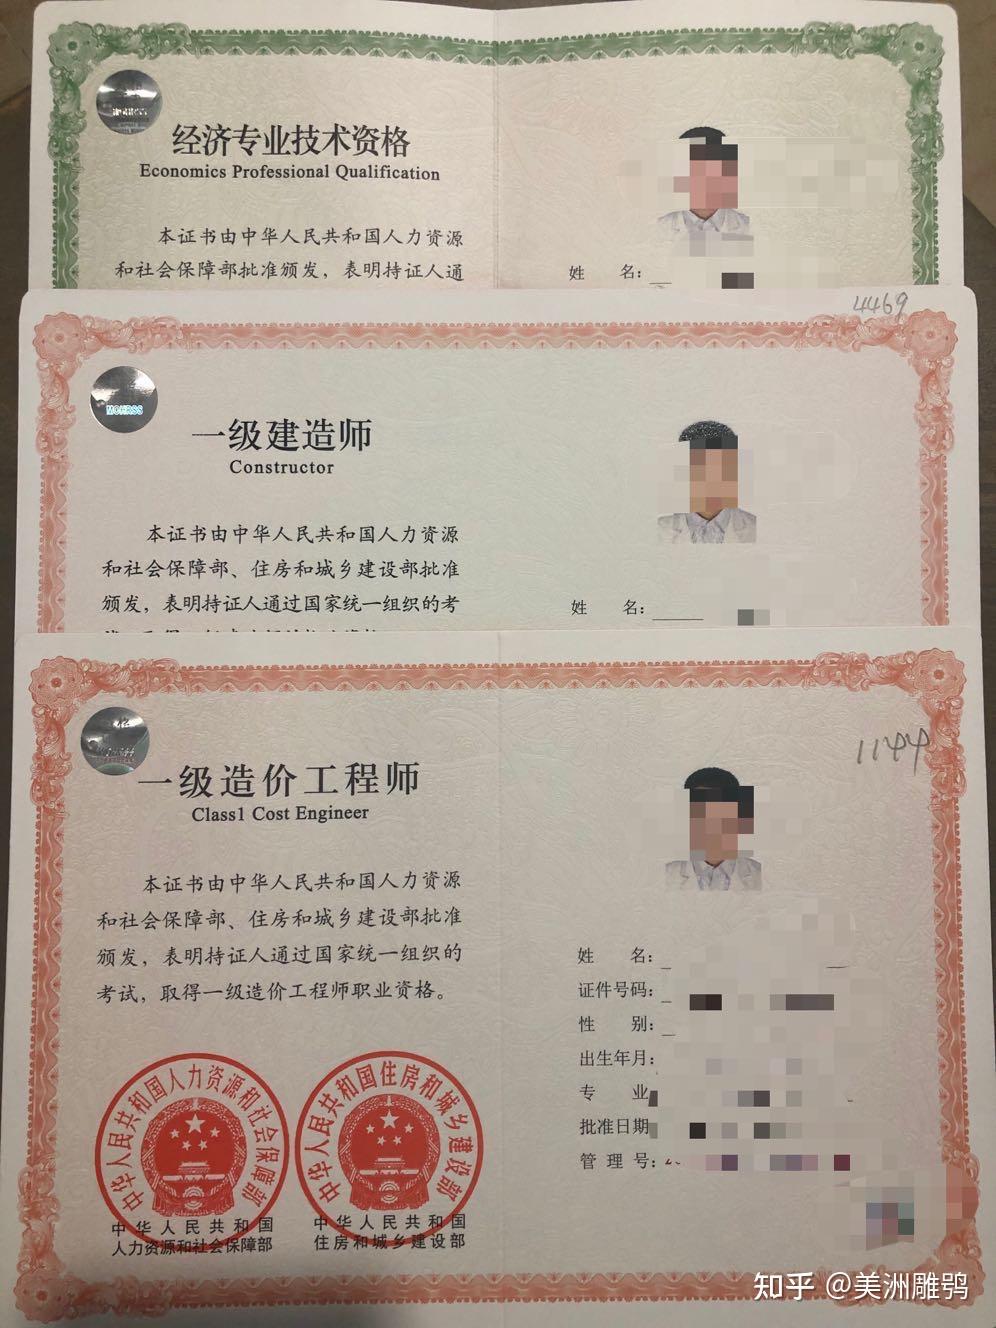 经济专业技术资格
Economics Professional Qualification
本证书由中华人民共和国人力资源
和社会保障部批准颁发，表明持证人通
姓 名：
4469
MOHRSS
一级建造师
Constructor
本证书由中华人民共和国人力资源
和社会保障部、住房和城乡建设部批准
颁发，表明持证人通过国家统一组织的考
姓 名：
1144
一级造价工程师
Class1 Cost Engineer
本证书由中华人民共和国人力资源
和社会保障部、住房和城乡建设部批准
颁发，表明持证人通过国家统一组织的
考试，取得一级造价工程师职业资格。
姓 名：
证件号码：
性 别：
出生年月：
专 业
批准日期
管 理 号：
中华人民共和国人力资源和社会保障部
中华人民共和国住房和城乡建设部
中华人民共和国
人力资源和社会保障部
中华人民共和国
住房和城乡建设部
知乎 @美洲雕鸮